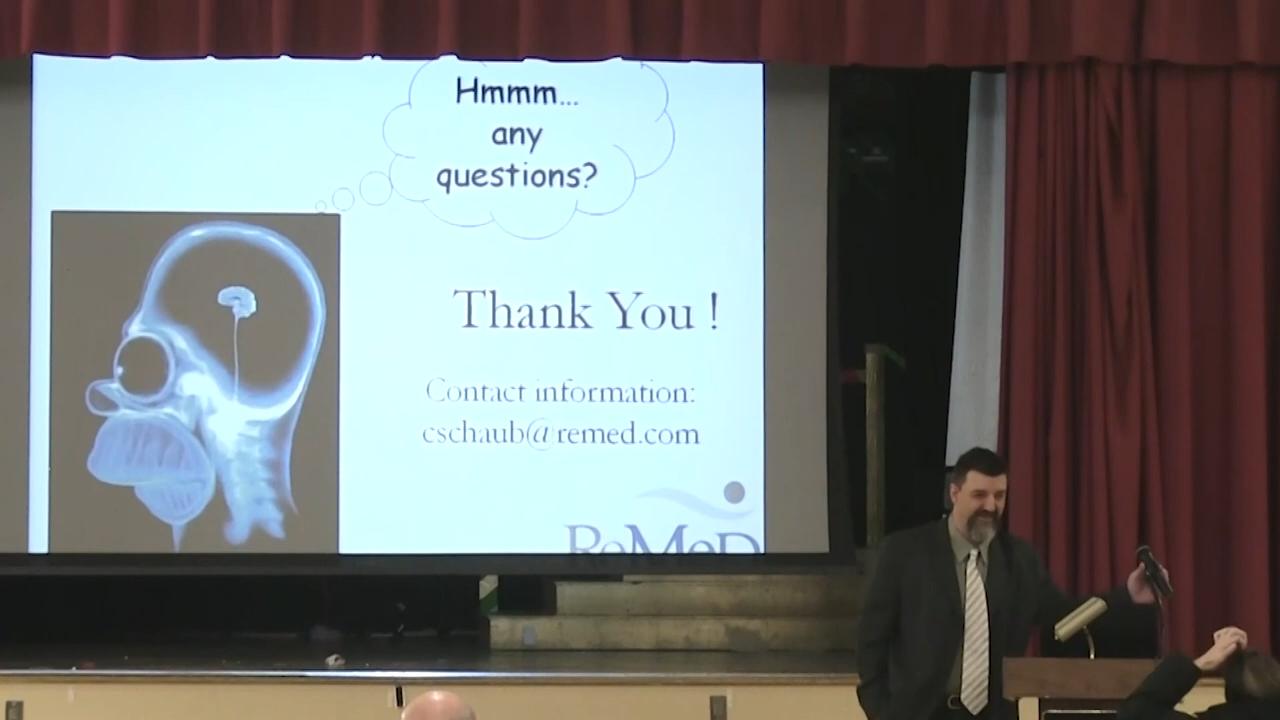 Hmmm...
any
questions?
Thank You !
Contact information:
cschaub@remed.com
ReMeD